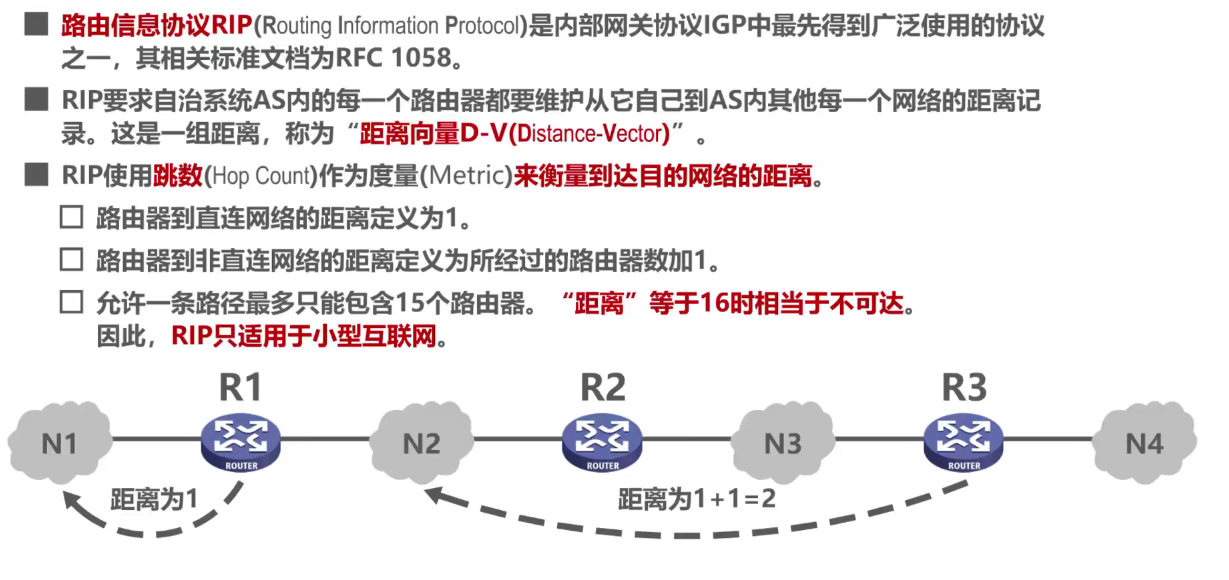 路由信息协议RIP(Routing Information Protocol)是内部网关协议IGP中最先得到广泛使用的协议
之一，其相关标准文档为RFC 1058。
RIP要求自治系统AS内的每一个路由器都要维护从它自己到AS内其他每一个网络的距离记
录。这是一组距离，称为“距离向量D-V(Distance-Vector)”。
RIP使用跳数(Hop Count)作为度量(Metric)来衡量到达目的网络的距离。
路由器到直连网络的距离定义为1。
路由器到非直连网络的距离定义为所经过的路由器数加1。
允许一条路径最多只能包含15个路由器。“距离”等于16时相当于不可达。
因此，RIP只适用于小型互联网。
R1 R2 R3
N1 N2 N3 N4
ROUTER ROUTER ROUTER
距离为1 距离为1+1=2